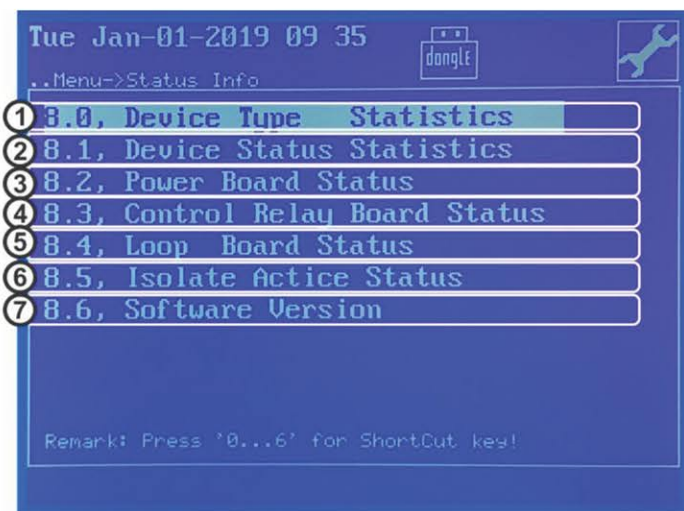 Tue Jan-01-2019 09 35
dongle
..Menu->Status Info
① 8.0, Device Type Statistics
② 8.1, Device Status Statistics
③ 8.2, Power Board Status
④ 8.3, Control Relay Board Status
⑤ 8.4, Loop Board Status
⑥ 8.5, Isolate Actice Status
⑦ 8.6, Software Version
Remark: Press '0...6' for ShortCut key!